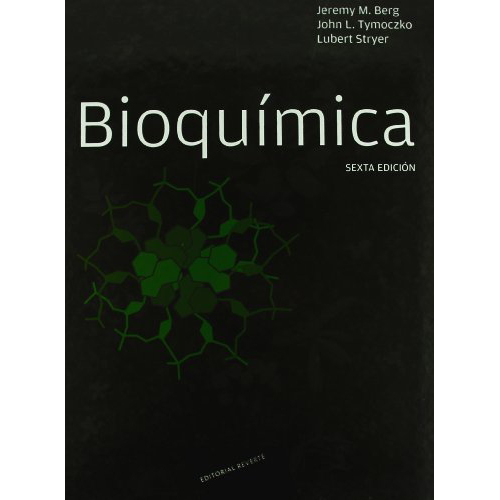 Jeremy M. Berg
John L. Tymoczko
Lubert Stryer
Bioquímica
SEXTA EDICIÓN
EDITORIAL REVERTÉ